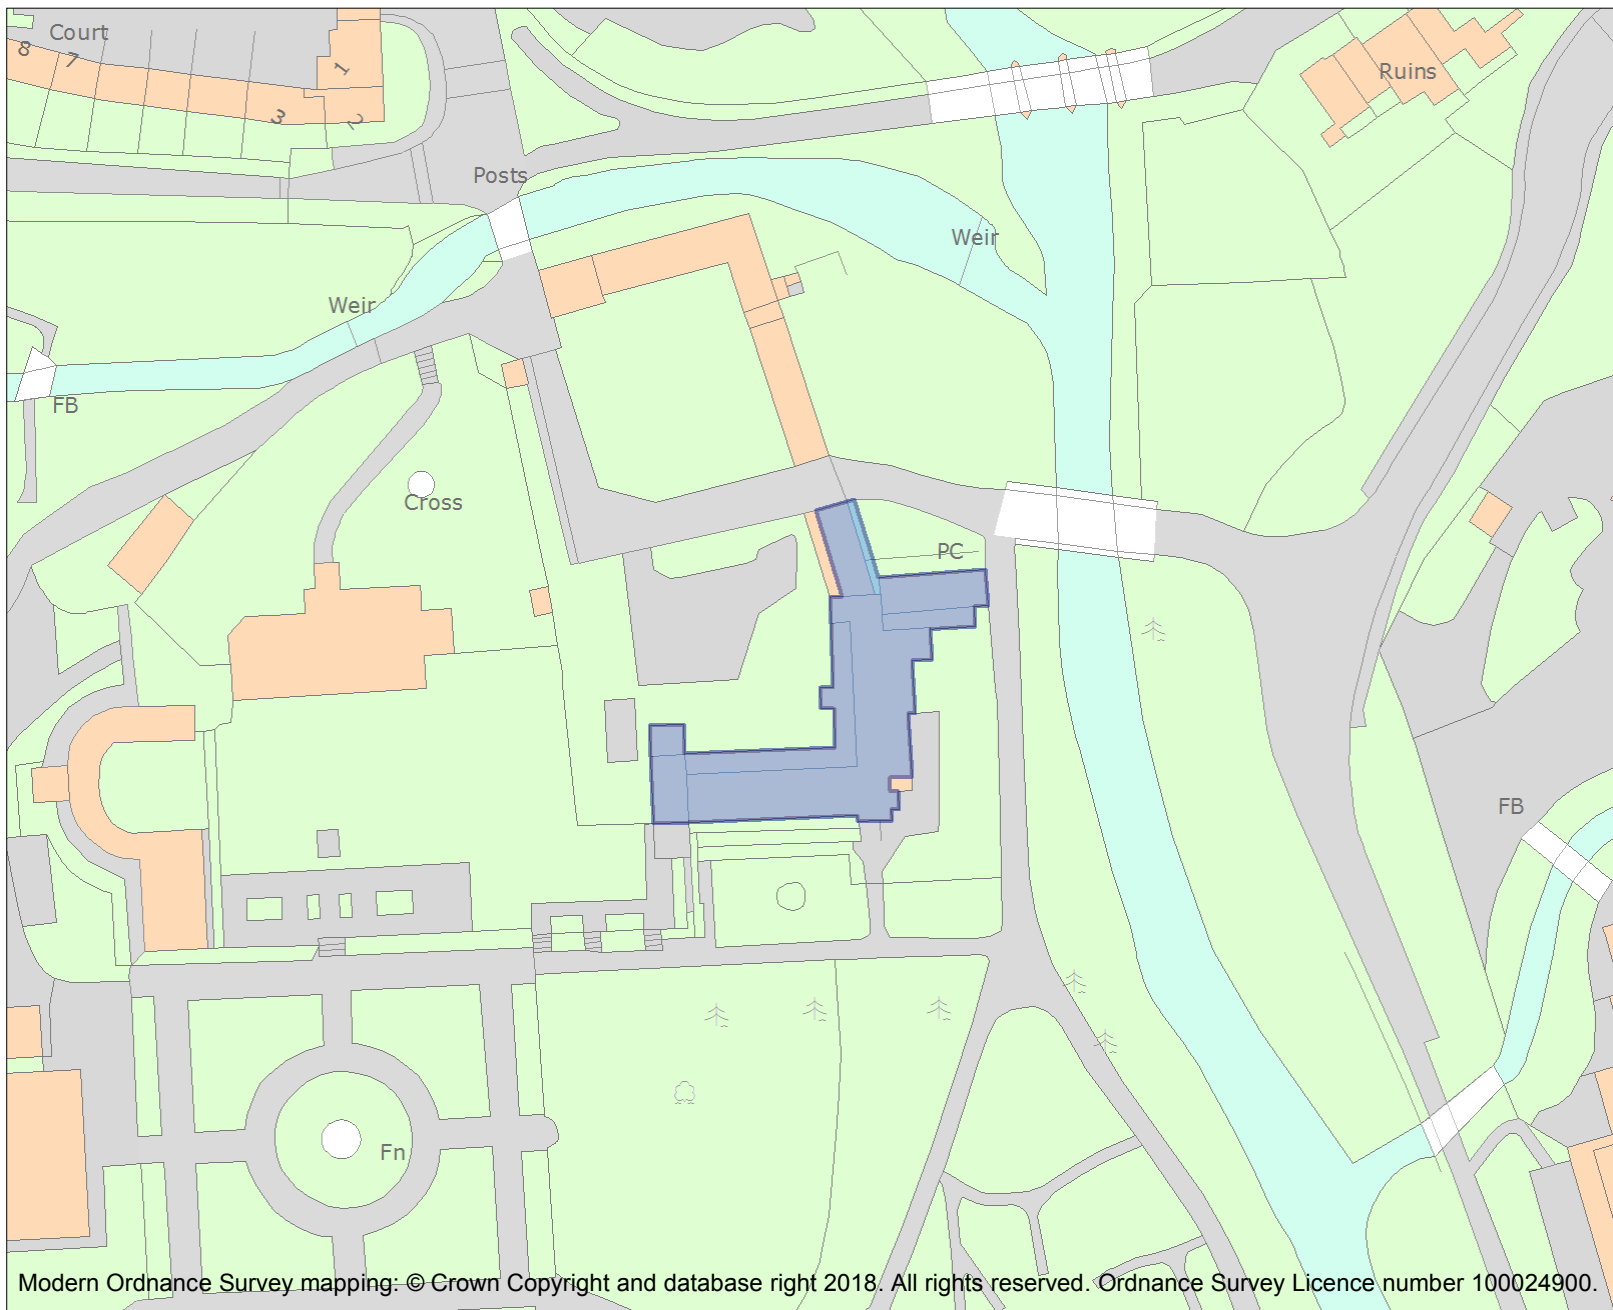 Court
8
7
1
3
2
Ruins
Posts
Weir
Weir
FB
Cross
PC
FB
Fn
Modern Ordnance Survey mapping: © Crown Copyright and database right 2018. All rights reserved. Ordnance Survey Licence number 100024900.